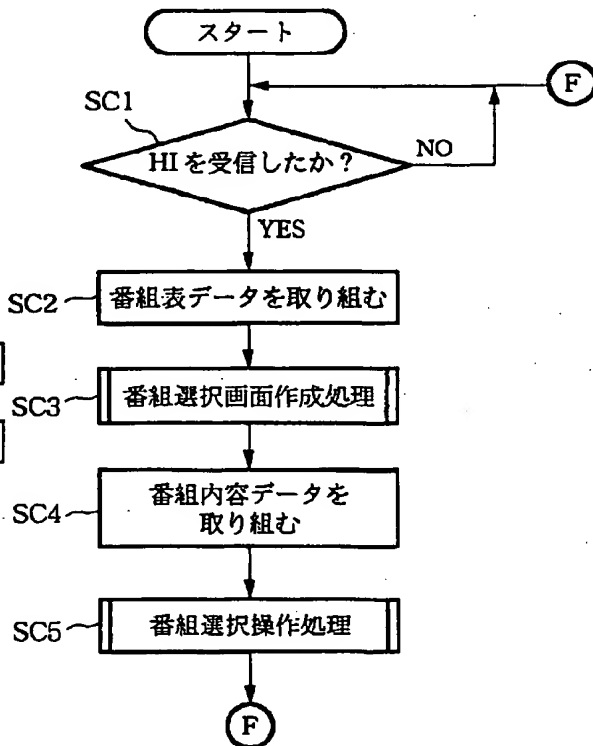 スタート
F
SC1
HIを受信したか？
NO
YES
SC2
番組表データを取り組む
SC3
番組選択画面作成処理
SC4
番組内容データを
取り組む
SC5
番組選択操作処理
F